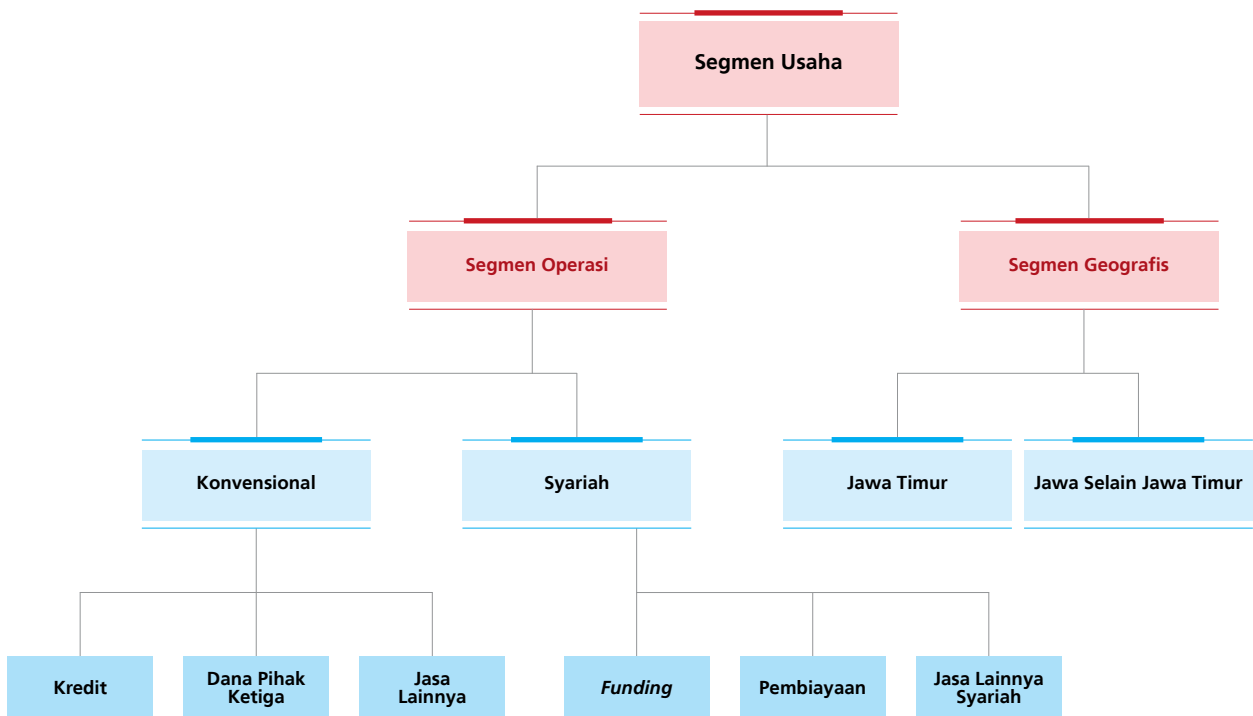 Segmen Usaha
Segmen Operasi
Segmen Geografis
Konvensional
Syariah
Jawa Timur
Jawa Selain Jawa Timur
Kredit
Dana Pihak
Ketiga
Jasa
Lainnya
Funding
Pembiayaan
Jasa Lainnya
Syariah